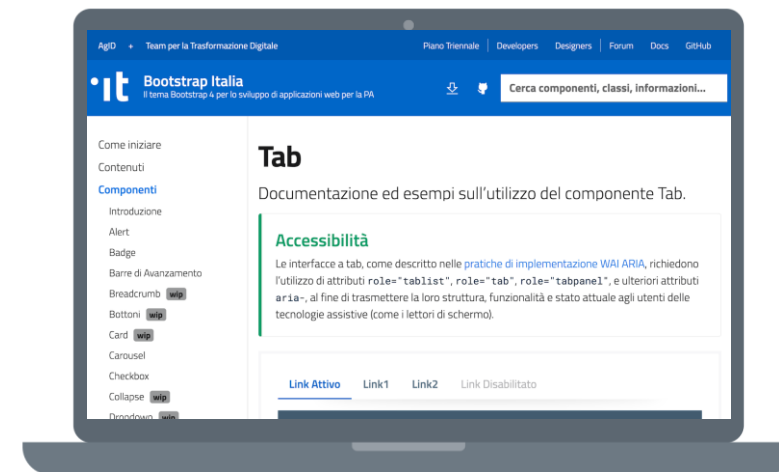 AgID + Team per la Trasformazione Digitale Piano Triennale Developers Designers Forum Docs GitHub
it Bootstrap Italia
Il tema Bootstrap 4 per lo sviluppo di applicazioni web per la PA
Cerca componenti, classi, informazioni...
Come iniziare
Contenuti
Componenti
Introduzione
Alert
Badge
Barre di Avanzamento
Breadcrumb wip
Bottoni wip
Card wip
Carousel
Checkbox
Collapse wip
Dropdown wip
Tab
Documentazione ed esempi sull'utilizzo del componente Tab.
Accessibilità
Le interfacce a tab, come descritto nelle pratiche di implementazione WAI ARIA, richiedono
l'utilizzo di attributi role="tablist", role="tab", role="tabpanel", e ulteriori attributi
aria-, al fine di trasmettere la loro struttura, funzionalità e stato attuale agli utenti delle
tecnologie assistive (come i lettori di schermo).
Link Attivo Link1 Link2 Link Disabilitato